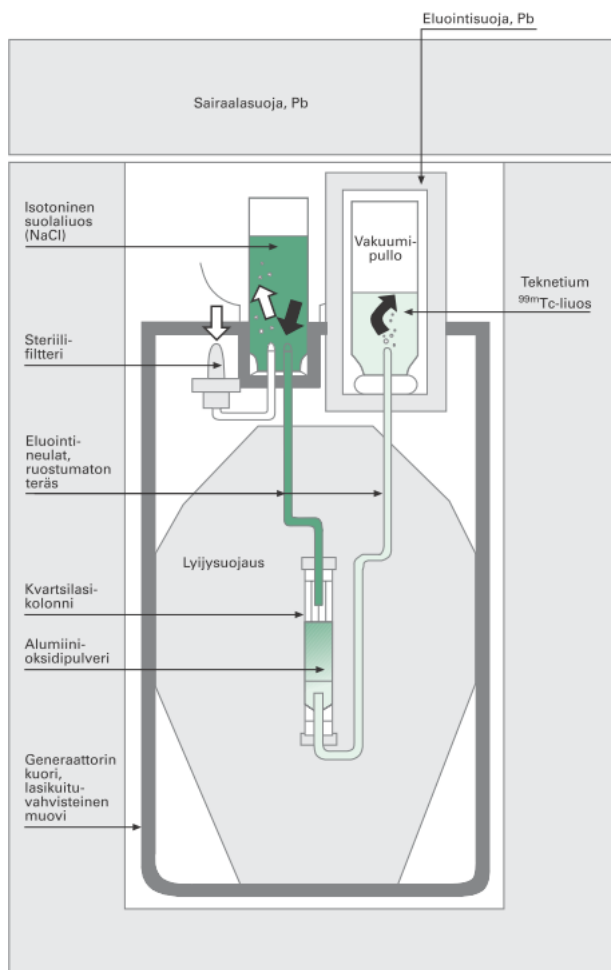 Eluointisuoja, Pb
Sairaalasuoja, Pb
Isotoninen
suolaliuos
(NaCl)
Vakuumi-
pullo
Teknetium
⁹⁹ᵐTc-liuos
Steriili-
filtteri
Eluointi-
neulat,
ruostumaton
teräs
Lyijysuojaus
Kvartsilasi-
kolonni
Alumiini-
oksidipulveri
Generaattorin
kuori,
lasikuitu-
vahvisteinen
muovi